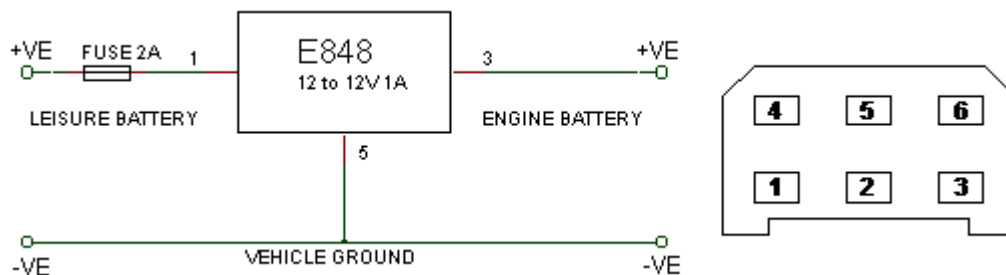 +VE
FUSE 2A
1
E848
12 to 12V 1A
3
+VE
LEISURE BATTERY
ENGINE BATTERY
5
-VE
VEHICLE GROUND
-VE
4 5 6
1 2 3